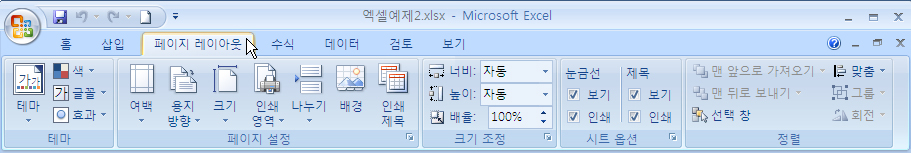 엑셀예제2.xlsx - Microsoft Excel
홈 삽입 페이지 레이아웃 수식 데이터 검토 보기
가가 테마
색
가 글꼴
효과
테마
여백 용지 방향 크기 인쇄 영역 나누기 배경 인쇄 제목
페이지 설정
너비: 자동
높이: 자동
배율: 100%
크기 조정
눈금선 제목
보기 보기
인쇄 인쇄
시트 옵션
맨 앞으로 가져오기 맞춤
맨 뒤로 보내기 그룹
선택 창 회전
정렬